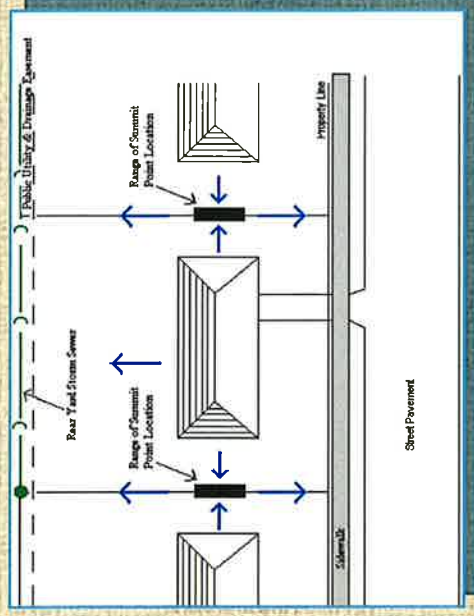 Public Utility & Drainage Easement
Rear Yard Storm Sewer
Range of Summit
Point Location
Range of Summit
Point Location
Property Line
Sidewalk
Street Pavement